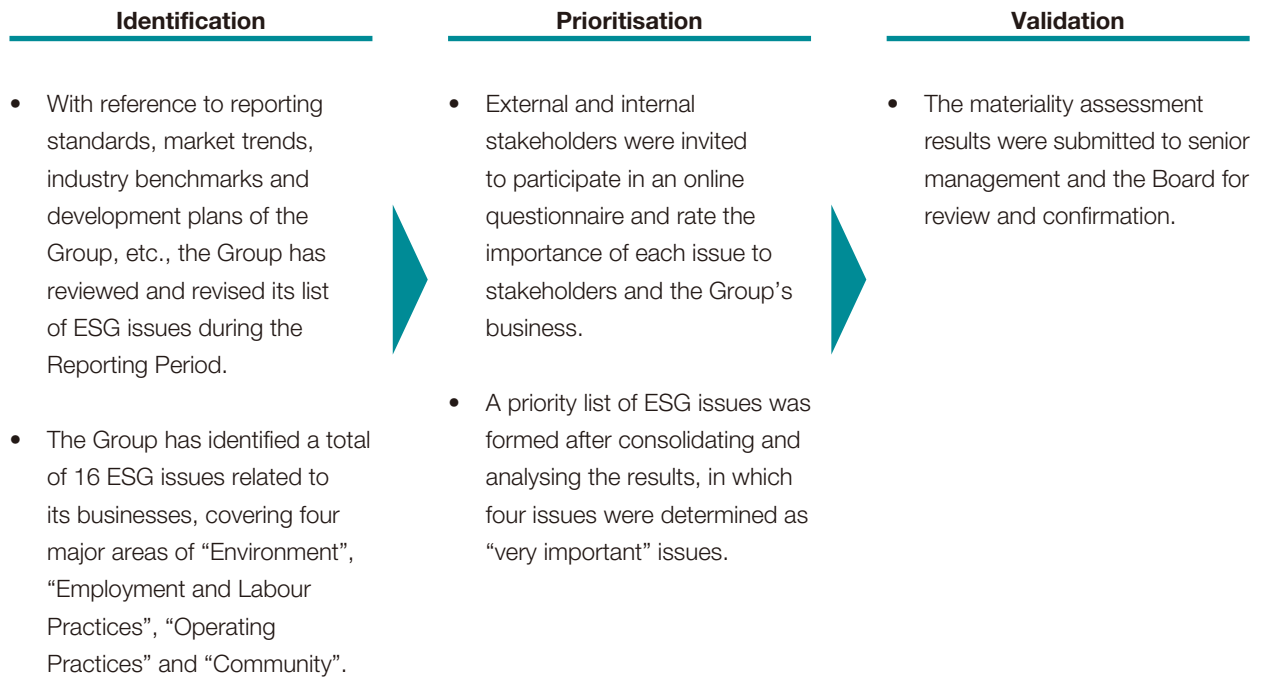 Identification
• With reference to reporting
standards, market trends,
industry benchmarks and
development plans of the
Group, etc., the Group has
reviewed and revised its list
of ESG issues during the
Reporting Period.
• The Group has identified a total
of 16 ESG issues related to
its businesses, covering four
major areas of “Environment”,
“Employment and Labour
Practices”, “Operating
Practices” and “Community”.
Prioritisation
• External and internal
stakeholders were invited
to participate in an online
questionnaire and rate the
importance of each issue to
stakeholders and the Group’s
business.
• A priority list of ESG issues was
formed after consolidating and
analysing the results, in which
four issues were determined as
“very important” issues.
Validation
• The materiality assessment
results were submitted to senior
management and the Board for
review and confirmation.